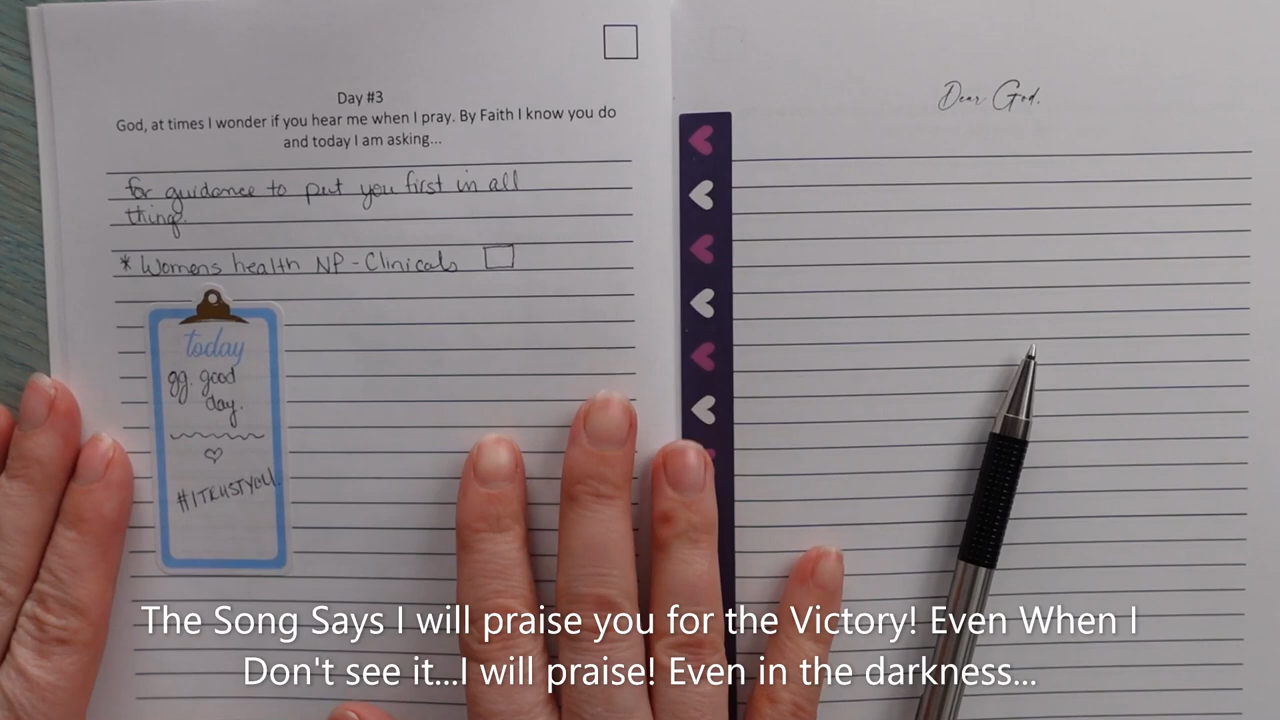 Day #3
God, at times I wonder if you hear me when I pray. By Faith I know you do
and today I am asking...
for guidance to put you first in all
things.
* Womens health NP - Clinicals
today
gg. good
day.
#ITRUSTYOU.
Dear God,
The Song Says I will praise you for the Victory! Even When I
Don't see it...I will praise! Even in the darkness...